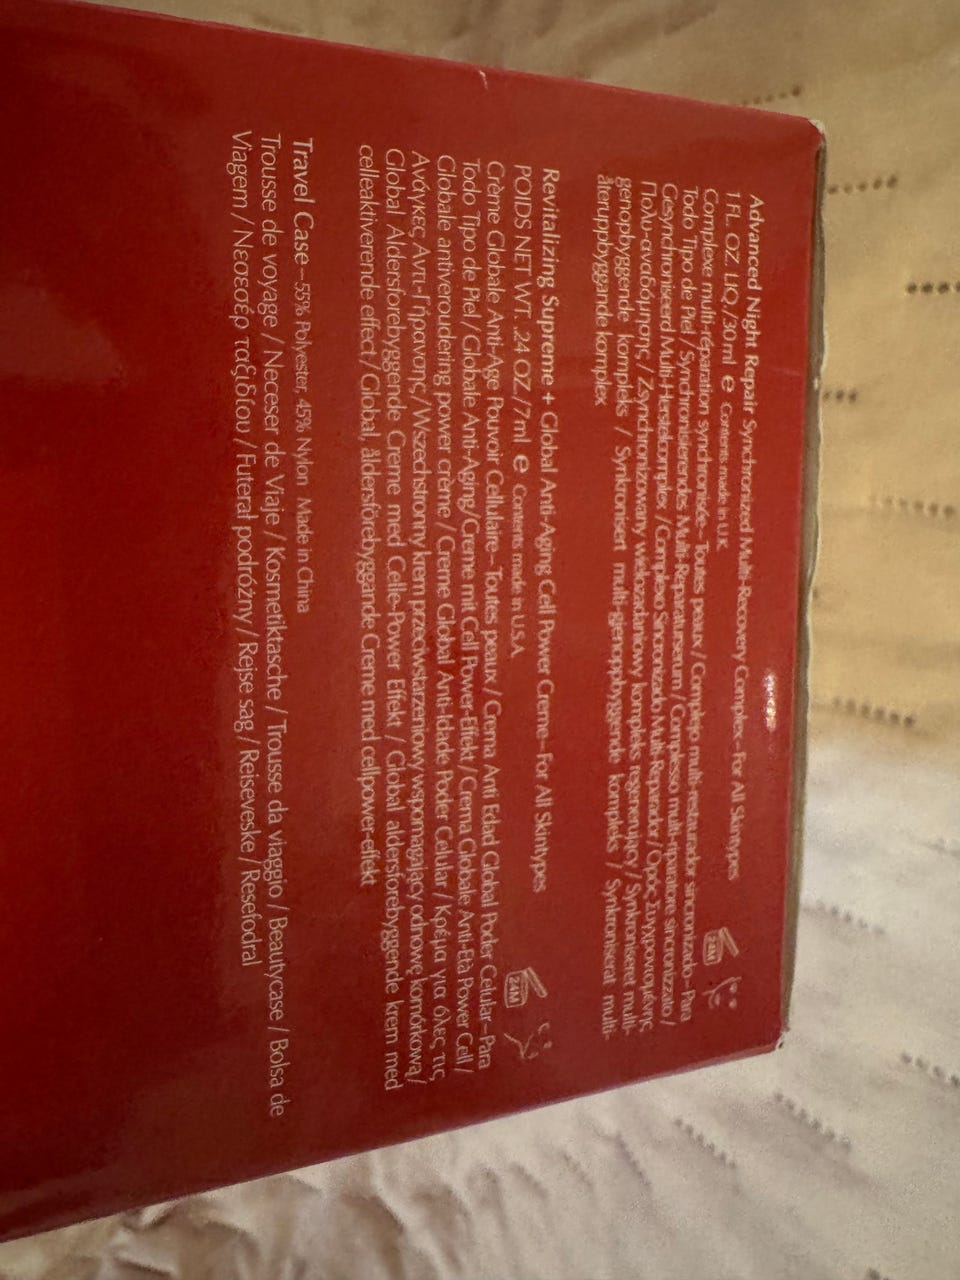 Advanced Night Repair Synchronized Multi-Recovery Complex–For All Skintypes
1 FL. OZ. LIQ./30 ml e Contents: made in U.K.
Complexe multi-réparation synchronisée- Toutes peaux / Complejo multi-restaurador sincronizado- Para
Todo Tipo de Piel / Synchronisierendes Multi-Reparaturserum / Complesso multi-riparatore sincronizzato /
Gesynchroniseerd Multi-Herstelcomplex / Complexo Sincronizado Multi-Reparador / Ορός Συγχρονισμένης
Πολυ-αναδόμησης / Zsynchronizowany wielozadaniowy kompleks regenerujący / Synkroniseret multi-
genopbyggende kompleks / Synkronisert multi-gjenoppbyggende kompleks / Synkroniserat multi-
återuppbyggande komplex
Revitalizing Supreme + Global Anti-Aging Cell Power Creme–For All Skintypes
POIDS NET WT. .24 OZ./7ml e Contents: made in U.S.A.
24M
24M
Crème Globale Anti-Age Pouvoir Cellulaire- Toutes peaux / Crema Anti Edad Global Poder Celular–Para
Todo Tipo de Piel / Globale Anti-Aging/Creme mit Cell Power-Effekt / Crema Globale Anti-Età Power Cell /
Globale antiveroudering power crème / Creme Global Anti-Idade Poder Celular / Κρέμα για όλες τις
Ανάγκες Αντι-Γήρανσης/Wszechstronny krem przeciwstarzeniowy wspomagający odnowę komórkową/
Global Aldersforebyggende Creme med Celle-Power Effekt / Global aldersforebyggende krem med
celleaktiverende effect / Global, åldersförebyggande Creme med cellpower-effekt
Travel Case – 55% Polyester, 45% Nylon Made in China
Trousse de voyage / Neceser de Viaje / Kosmetiktasche / Trousse da viaggio / Beautycase / Bolsa de
Viagem / Νεσεσέρ ταξιδίου / Futerał podróżny / Rejse sag / Reiseveske / Resefodral